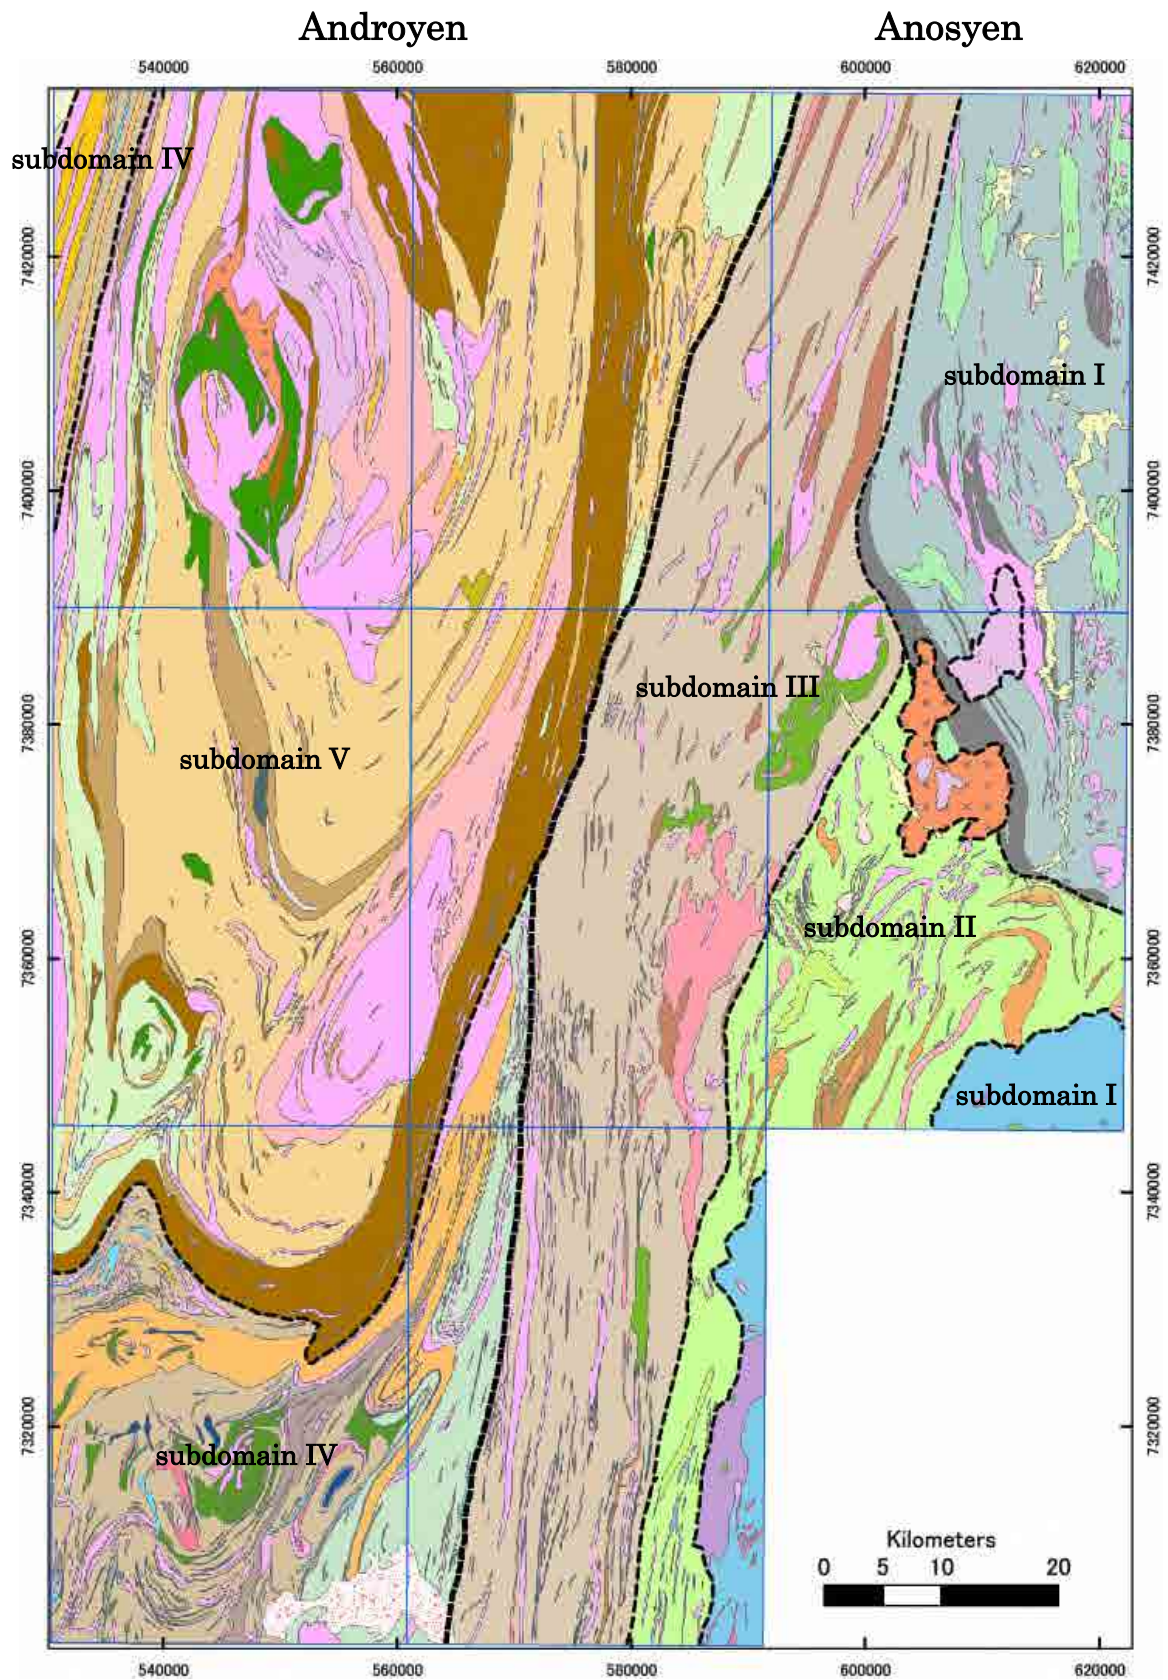 Androyen Anosyen
540000 560000 580000 600000 620000
subdomain IV
7420000 7420000
subdomain I
7400000 7400000
subdomain III
7380000 7380000
subdomain V
subdomain II
7360000 7360000
subdomain I
7340000 7340000
7320000 7320000
subdomain IV
Kilometers
0 5 10 20
540000 560000 580000 600000 620000